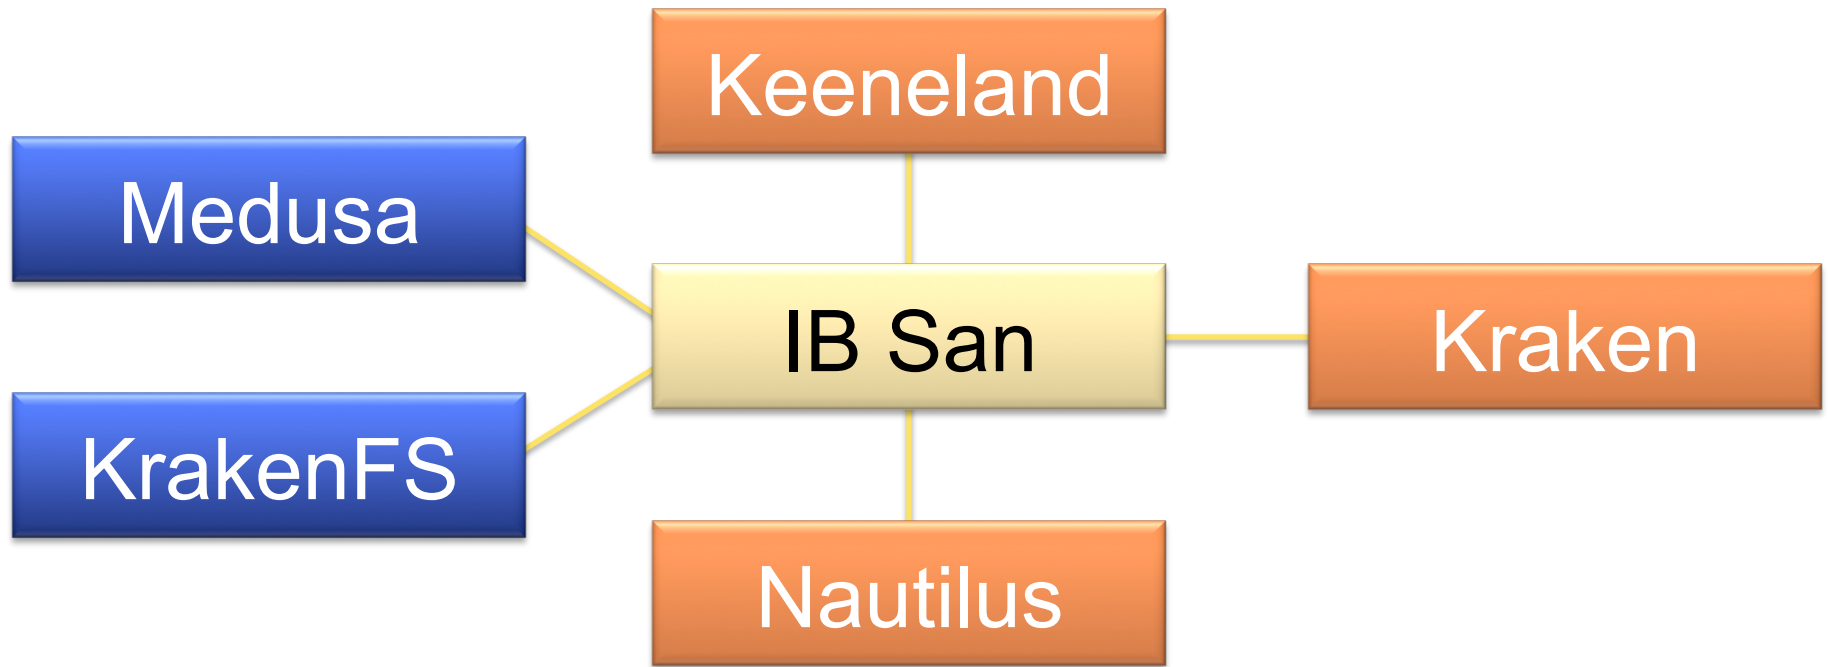 Keeneland
Medusa
IB San
Kraken
KrakenFS
Nautilus